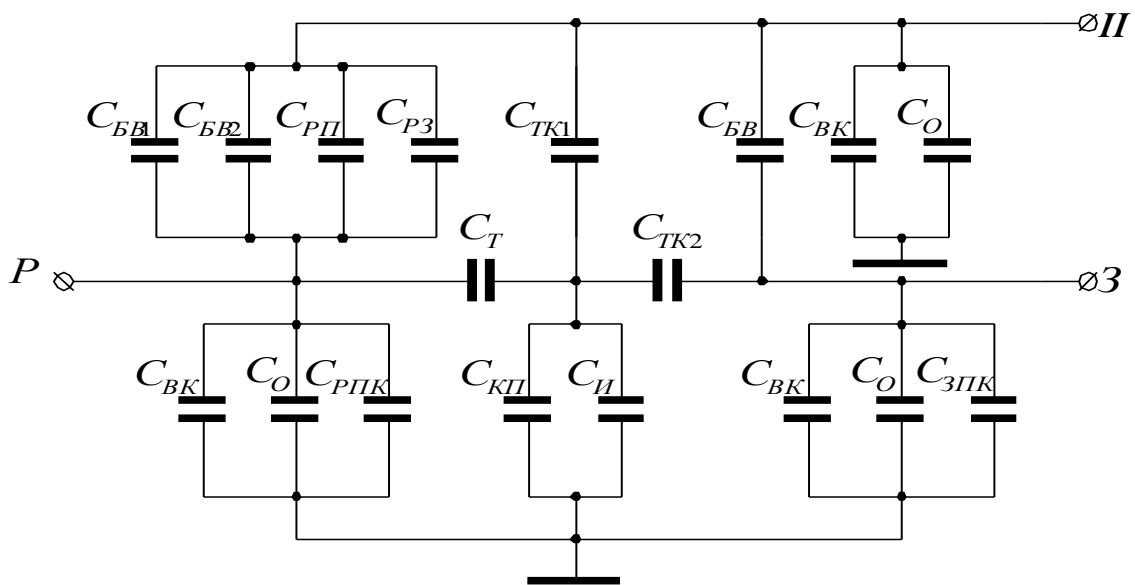 II
C_БВ1 C_БВ2 C_РП C_РЗ C_ТК1 C_БВ C_ВК C_О
C_Т C_ТК2
Р З
C_ВК C_О C_РПК C_КП C_И C_ВК C_О C_ЗПК